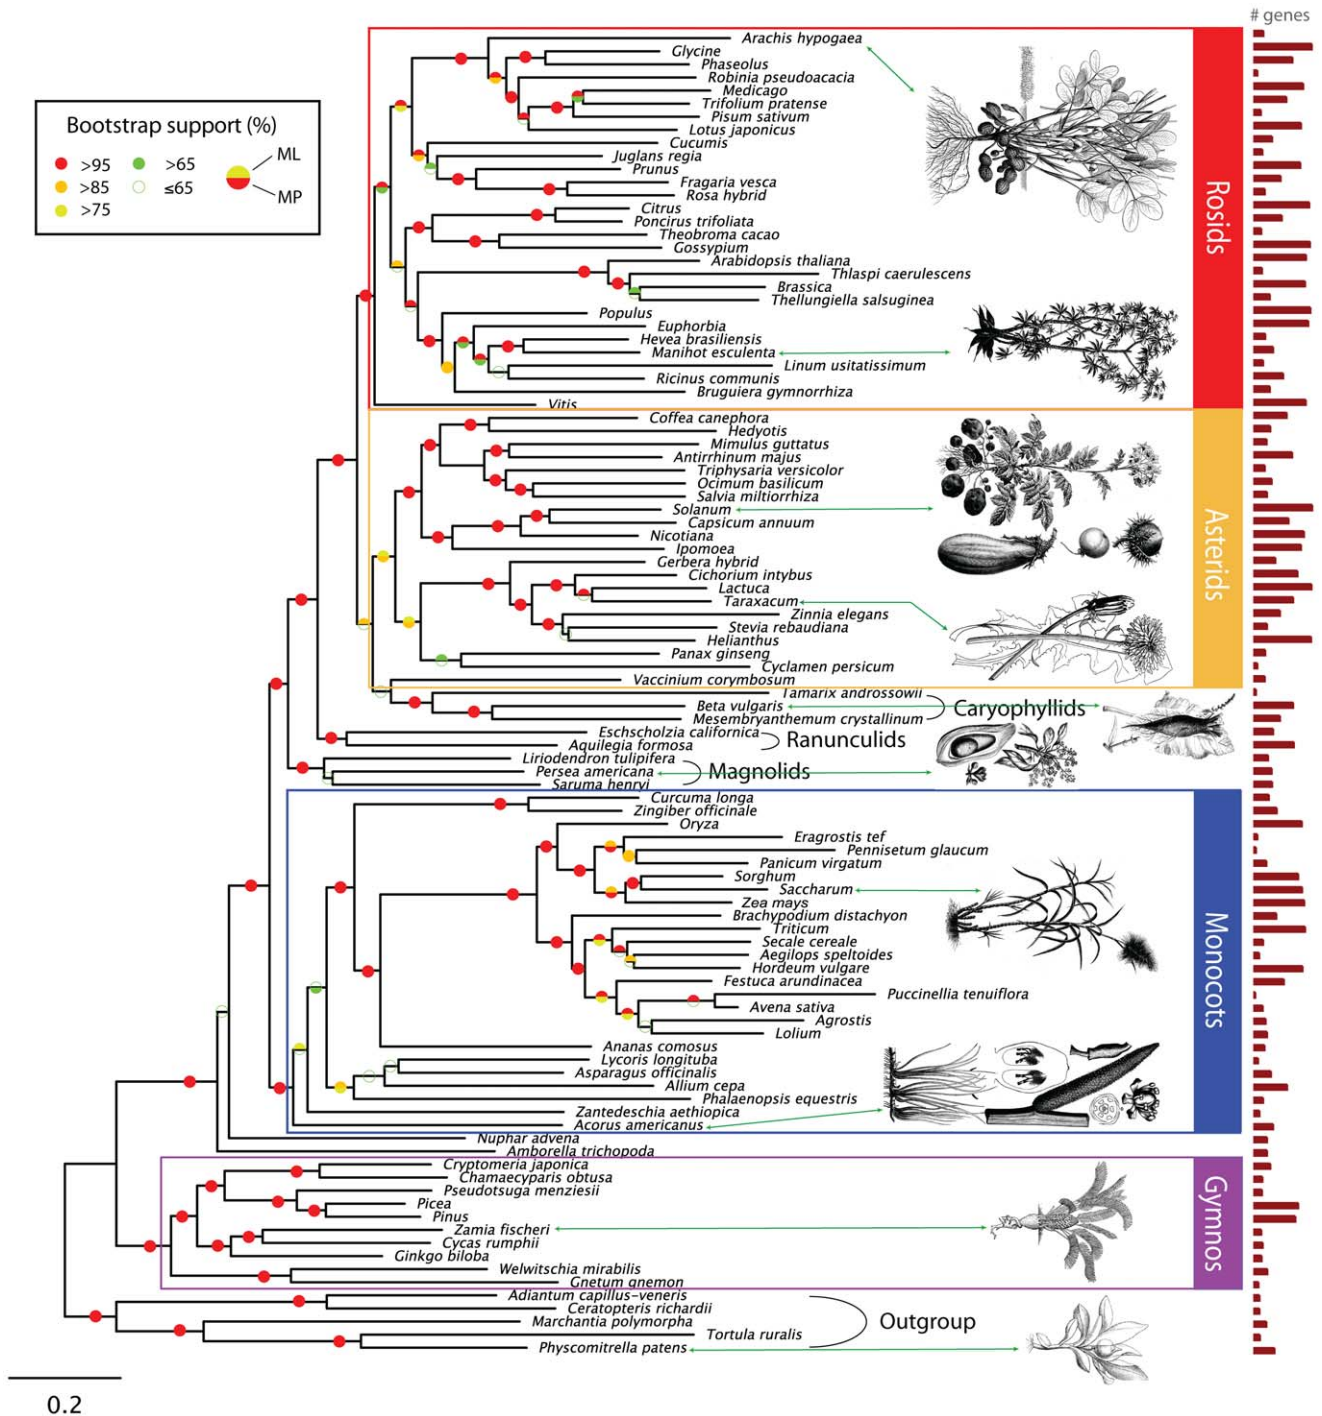 # genes
Bootstrap support (%)
>95
>65
>85
≤65
>75
ML
MP
Arachis hypogaea
Glycine
Phaseolus
Robinia pseudoacacia
Medicago
Trifolium pratense
Pisum sativum
Lotus japonicus
Cucumis
Juglans regia
Prunus
Fragaria vesca
Rosa hybrid
Citrus
Poncirus trifoliata
Theobroma cacao
Gossypium
Arabidopsis thaliana
Thlaspi caerulescens
Brassica
Thellungiella salsuginea
Populus
Euphorbia
Hevea brasiliensis
Manihot esculenta
Linum usitatissimum
Ricinus communis
Bruguiera gymnorrhiza
Vitis
Rosids
Coffea canephora
Hedyotis
Mimulus guttatus
Antirrhinum majus
Triphysaria versicolor
Ocimum basilicum
Salvia miltiorrhiza
Solanum
Capsicum annuum
Nicotiana
Ipomoea
Gerbera hybrid
Cichorium intybus
Lactuca
Taraxacum
Zinnia elegans
Stevia rebaudiana
Helianthus
Panax ginseng
Cyclamen persicum
Vaccinium corymbosum
Asterids
Tamarix androssowii
Beta vulgaris
Mesembryanthemum crystallinum
Caryophyllids
Eschscholzia californica
Aquilegia formosa
Ranunculids
Liriodendron tulipifera
Persea americana
Saruma henryi
Magnolids
Curcuma longa
Zingiber officinale
Oryza
Eragrostis tef
Pennisetum glaucum
Panicum virgatum
Sorghum
Saccharum
Zea mays
Brachypodium distachyon
Triticum
Secale cereale
Aegilops speltoides
Hordeum vulgare
Festuca arundinacea
Puccinellia tenuiflora
Avena sativa
Agrostis
Lolium
Ananas comosus
Lycoris longituba
Asparagus officinalis
Allium cepa
Phalaenopsis equestris
Zantedeschia aethiopica
Acorus americanus
Monocots
Nuphar advena
Amborella trichopoda
Cryptomeria japonica
Chamaecyparis obtusa
Pseudotsuga menziesii
Picea
Pinus
Zamia fischeri
Cycas rumphii
Ginkgo biloba
Welwitschia mirabilis
Gnetum gnemon
Gymnos
Adiantum capillus-veneris
Ceratopteris richardii
Marchantia polymorpha
Tortula ruralis
Physcomitrella patens
Outgroup
0.2